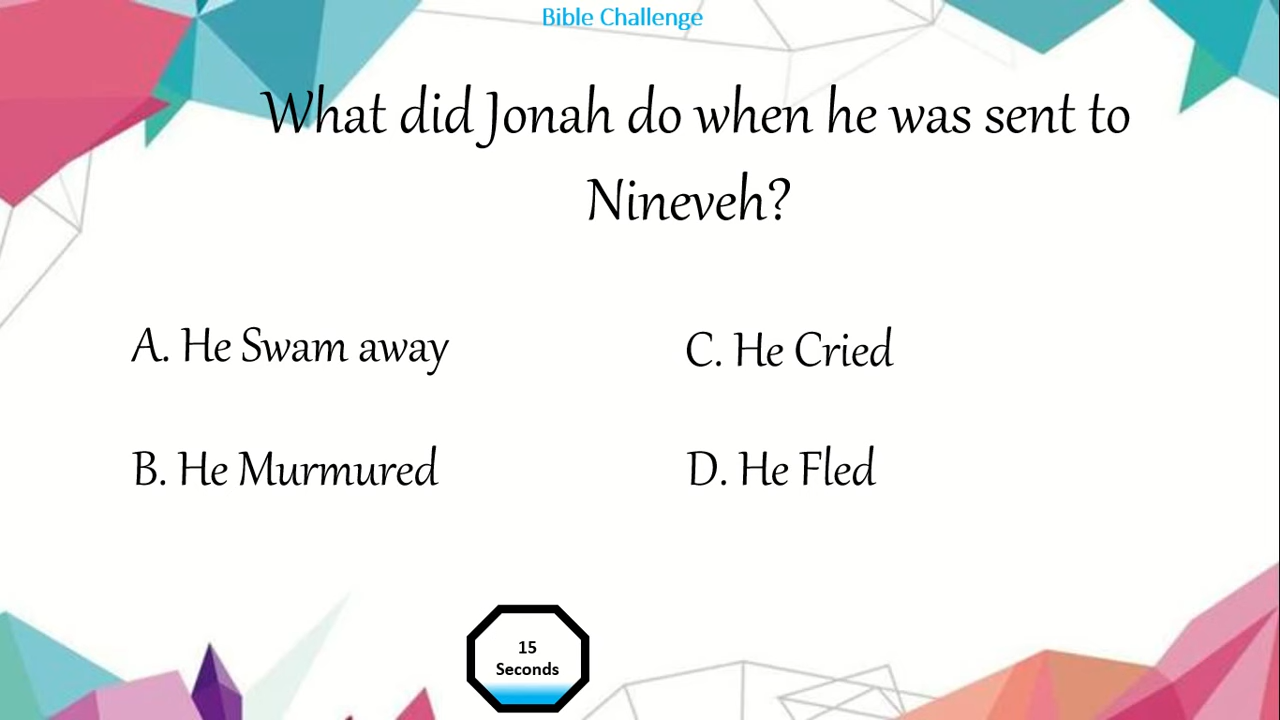 Bible Challenge
What did Jonah do when he was sent to
Nineveh?
A. He Swam away
C. He Cried
B. He Murmured
D. He Fled
15
Seconds